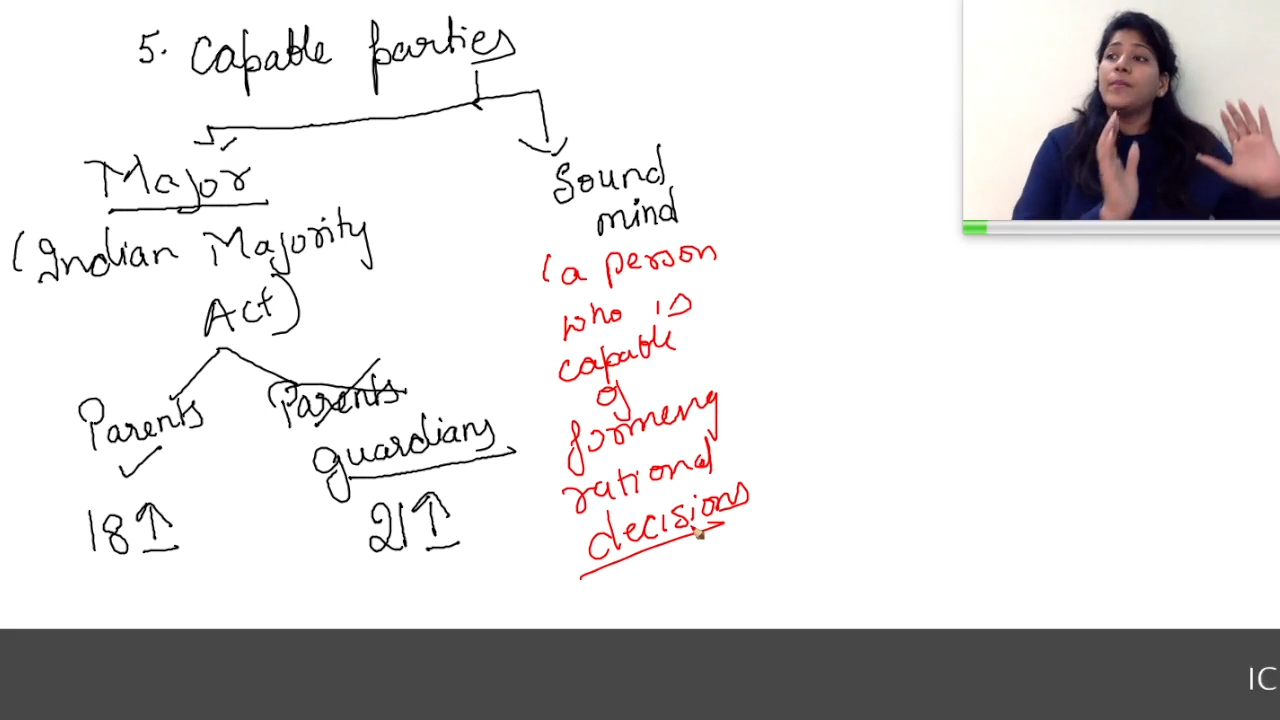 5. Capable parties
Major
(Indian Majority
Act)
Parents
18↑
Parents
guardians
21↑
Sound
mind
(a person
who is
capable
of
formeng
rational
decisions
IC